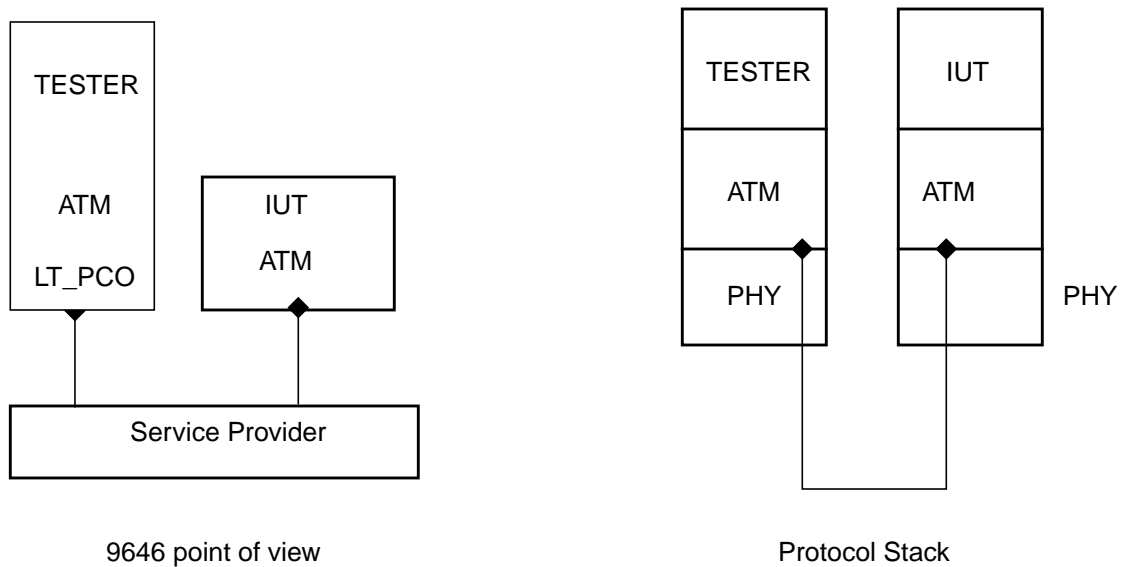 TESTER
ATM
LT_PCO
IUT
ATM
Service Provider
9646 point of view
TESTER
IUT
ATM
ATM
PHY
PHY
Protocol Stack